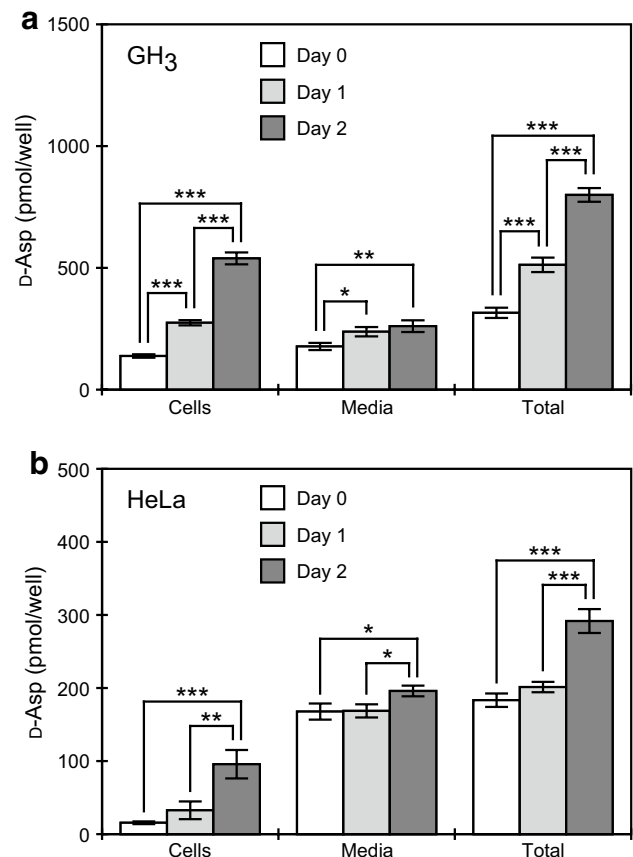 a
GH3
Day 0
Day 1
Day 2
D-Asp (pmol/well)
1500
1000
500
0
***
***
***
**
*
***
***
***
Cells Media Total
b
HeLa
Day 0
Day 1
Day 2
D-Asp (pmol/well)
500
400
300
200
100
0
***
**
*
*
***
***
Cells Media Total